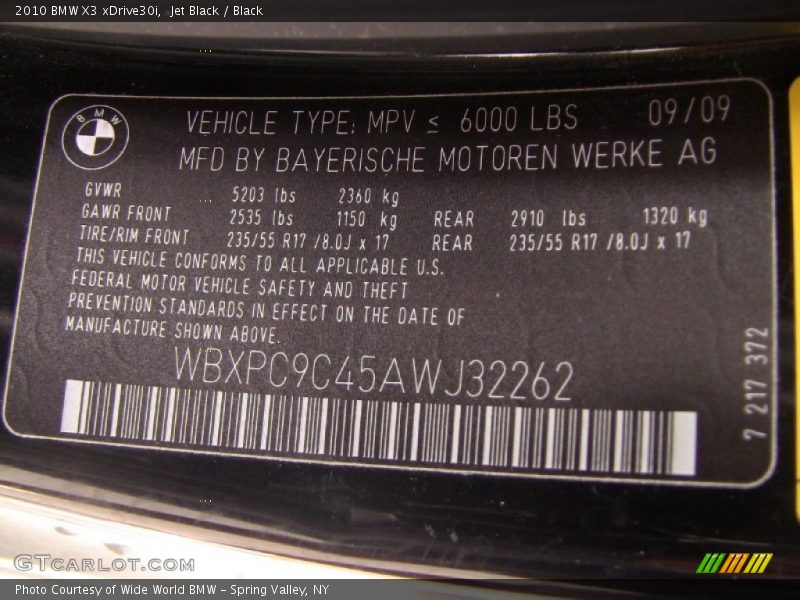 2010 BMW X3 xDrive30i,  Jet Black / Black
BMW
VEHICLE TYPE: MPV ≤ 6000 LBS 09/09
MFD BY BAYERISCHE MOTOREN WERKE AG
GVWR 5203 lbs 2360 kg
GAWR FRONT 2535 lbs 1150 kg REAR 2910 lbs 1320 kg
TIRE/RIM FRONT 235/55 R17 /8.0J x 17 REAR 235/55 R17 /8.0J x 17
THIS VEHICLE CONFORMS TO ALL APPLICABLE U.S.
FEDERAL MOTOR VEHICLE SAFETY AND THEFT
PREVENTION STANDARDS IN EFFECT ON THE DATE OF
MANUFACTURE SHOWN ABOVE.
WBXPC9C45AWJ32262
7 217 372
GTCARLOT.COM
Photo Courtesy of Wide World BMW - Spring Valley, NY